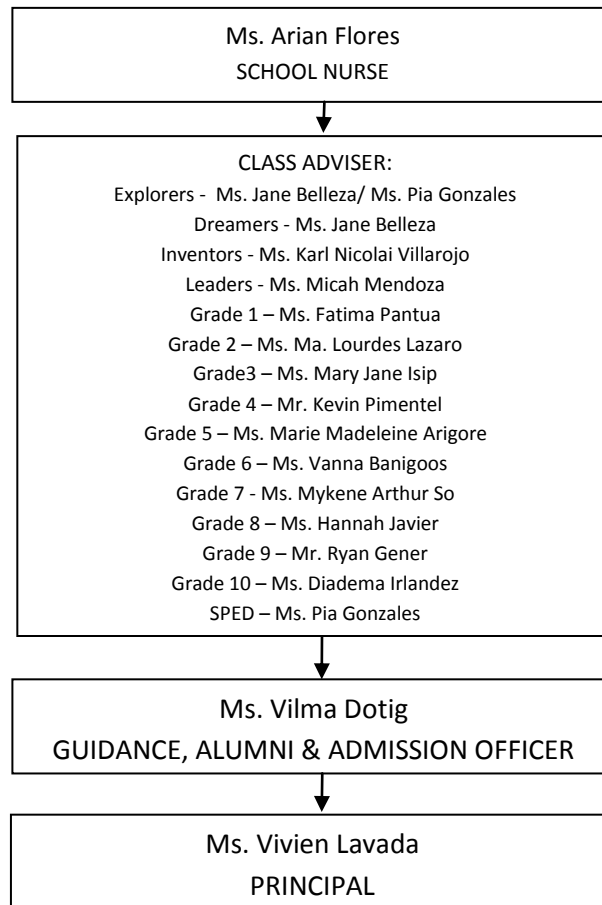 Ms. Arian Flores
SCHOOL NURSE
CLASS ADVISER:
Explorers - Ms. Jane Belleza/ Ms. Pia Gonzales
Dreamers - Ms. Jane Belleza
Inventors - Ms. Karl Nicolai Villarojo
Leaders - Ms. Micah Mendoza
Grade 1 – Ms. Fatima Pantua
Grade 2 – Ms. Ma. Lourdes Lazaro
Grade3 – Ms. Mary Jane Isip
Grade 4 – Mr. Kevin Pimentel
Grade 5 – Ms. Marie Madeleine Arigore
Grade 6 – Ms. Vanna Banigoos
Grade 7 - Ms. Mykene Arthur So
Grade 8 – Ms. Hannah Javier
Grade 9 – Mr. Ryan Gener
Grade 10 – Ms. Diadema Irlandez
SPED – Ms. Pia Gonzales
Ms. Vilma Dotig
GUIDANCE, ALUMNI & ADMISSION OFFICER
Ms. Vivien Lavada
PRINCIPAL